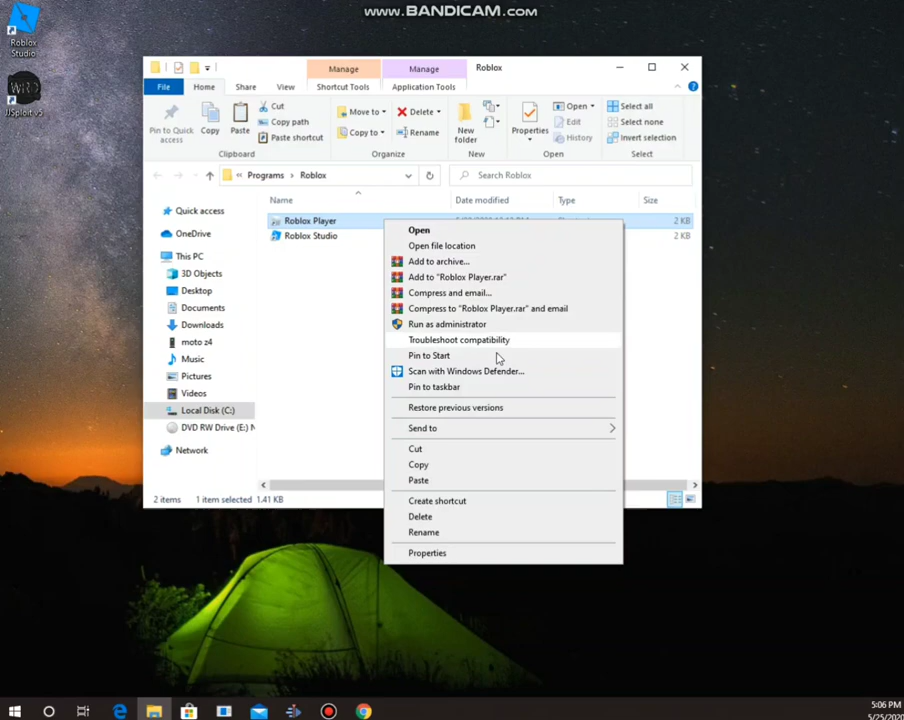 www.BANDICAM.com
Roblox
Studio
WRD
JJSploit v5
Manage
Manage
Roblox
File
Home
Share
View
Shortcut Tools
Application Tools
Pin to Quick
access
Copy
Paste
Cut
Copy path
Paste shortcut
Clipboard
Move to
Copy to
Delete
Rename
Organize
New
folder
New
Properties
Open
Edit
History
Open
Select all
Select none
Invert selection
Select
« Programs > Roblox
Search Roblox
Name
Date modified
Type
Size
Quick access
OneDrive
This PC
3D Objects
Desktop
Documents
Downloads
moto z4
Music
Pictures
Videos
Local Disk (C:)
DVD RW Drive (E:) N
Network
Roblox Player
2 KB
Roblox Studio
2 KB
Open
Open file location
Add to archive...
Add to "Roblox Player.rar"
Compress and email...
Compress to "Roblox Player.rar" and email
Run as administrator
Troubleshoot compatibility
Pin to Start
Scan with Windows Defender...
Pin to taskbar
Restore previous versions
Send to
Cut
Copy
Paste
Create shortcut
Delete
Rename
Properties
2 items
1 item selected 1.41 KB
5:06 PM